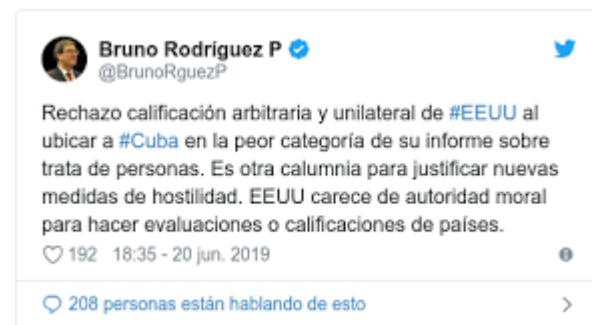 Bruno Rodríguez P
@BrunoRguezP
Rechazo calificación arbitraria y unilateral de #EEUU al
ubicar a #Cuba en la peor categoría de su informe sobre
trata de personas. Es otra calumnia para justificar nuevas
medidas de hostilidad. EEUU carece de autoridad moral
para hacer evaluaciones o calificaciones de países.
192 18:35 - 20 jun. 2019
208 personas están hablando de esto